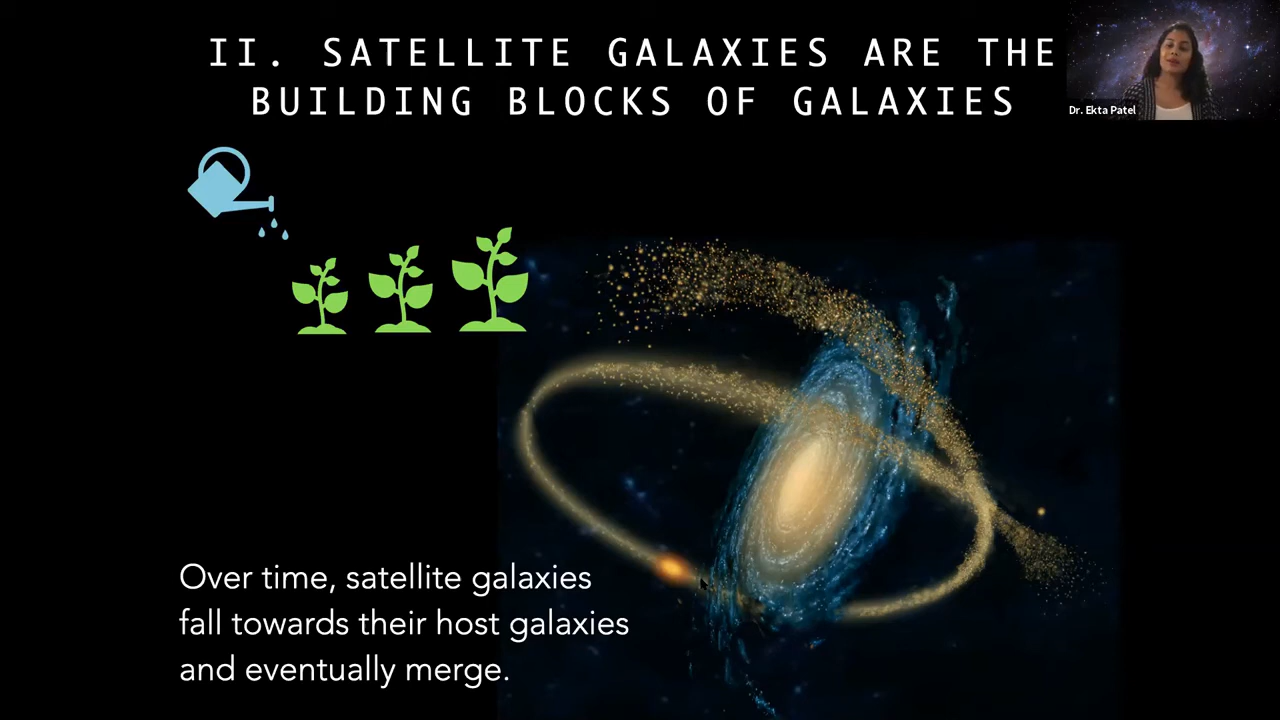 II. SATELLITE GALAXIES ARE THE
BUILDING BLOCKS OF GALAXIES
Dr. Ekta Patel
Over time, satellite galaxies
fall towards their host galaxies
and eventually merge.